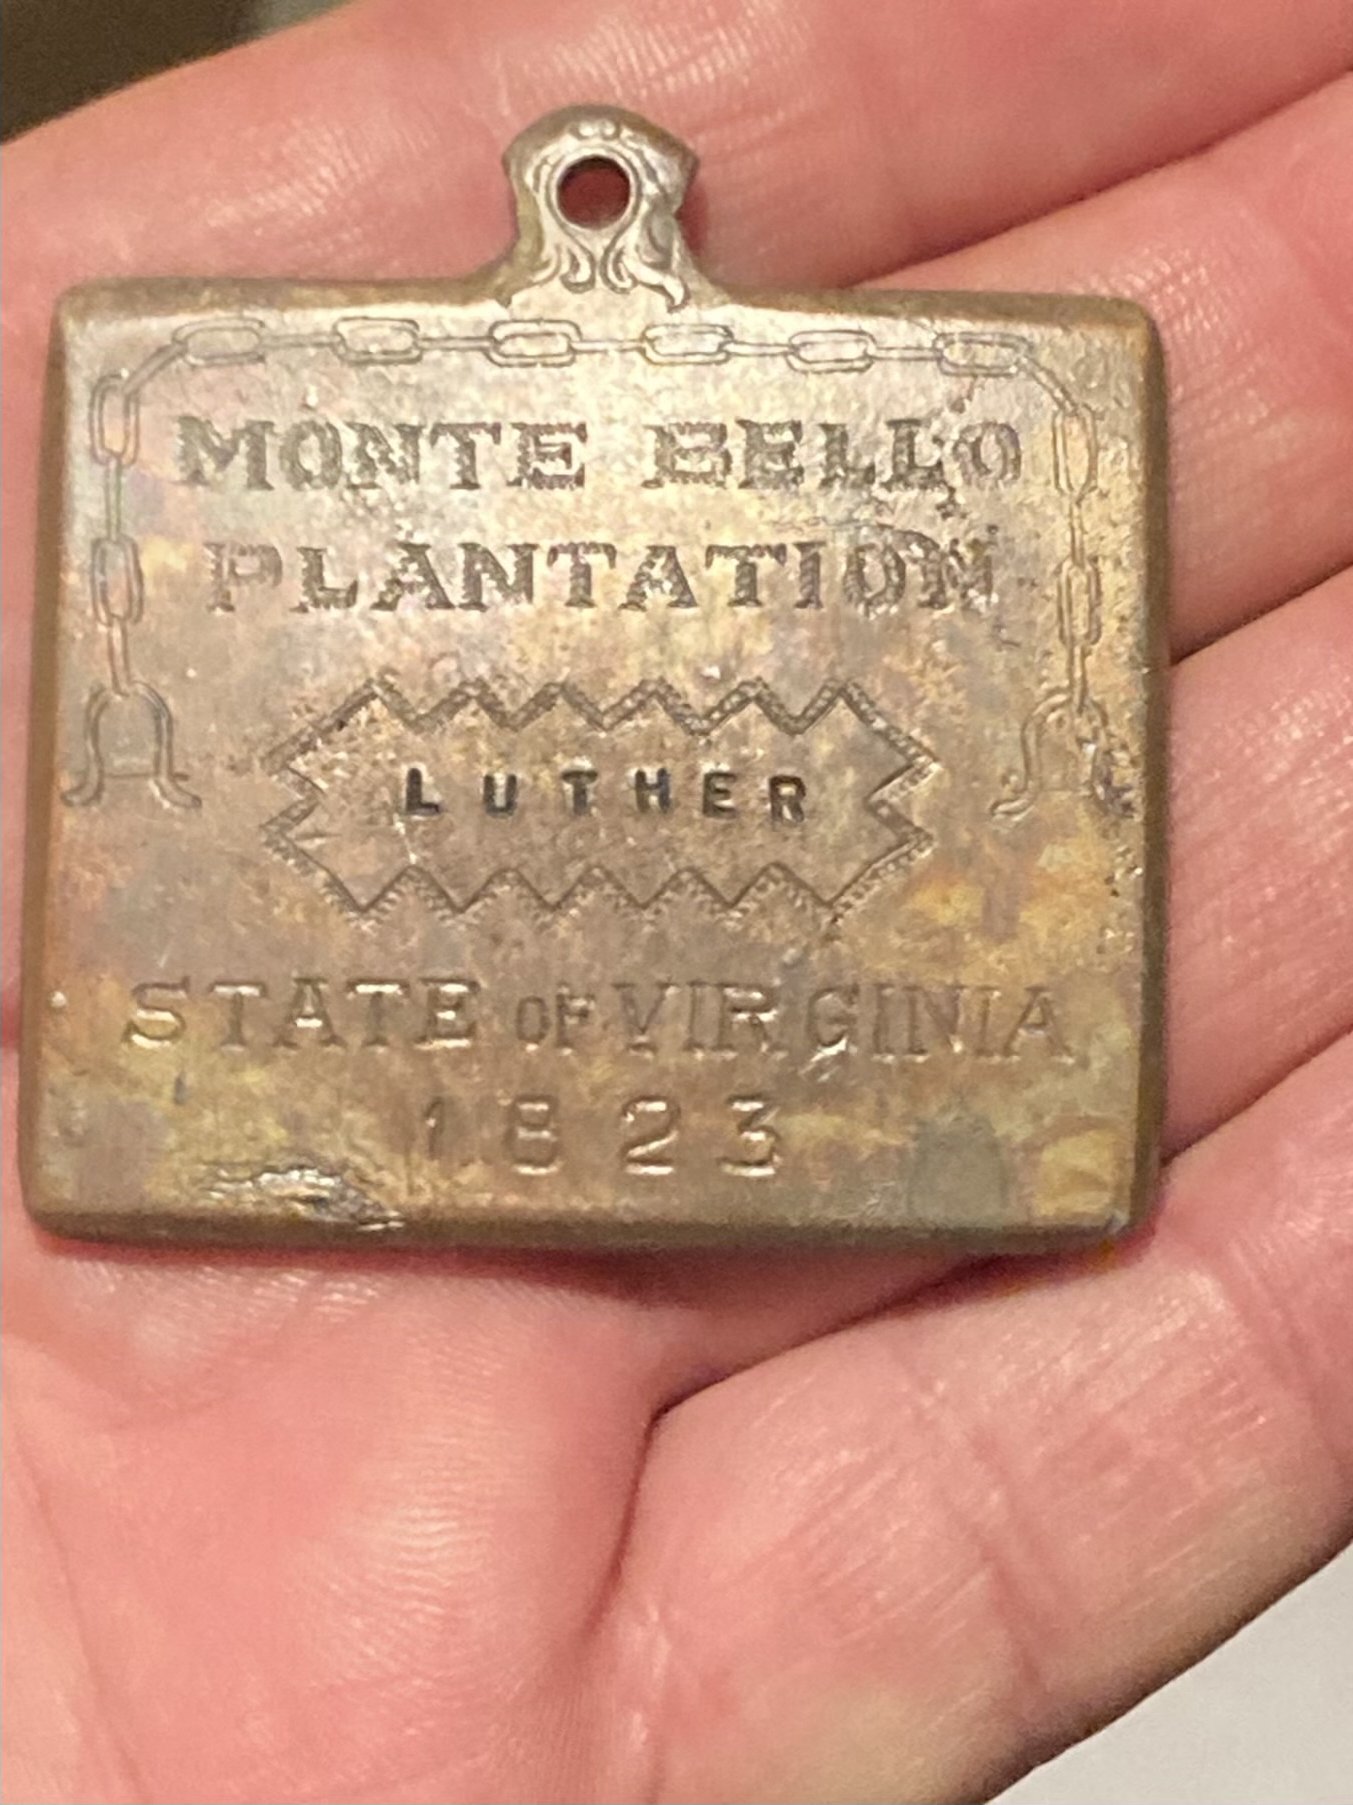 MONTE BELLO
PLANTATION
LUTHER
STATE OF VIRGINIA
1823